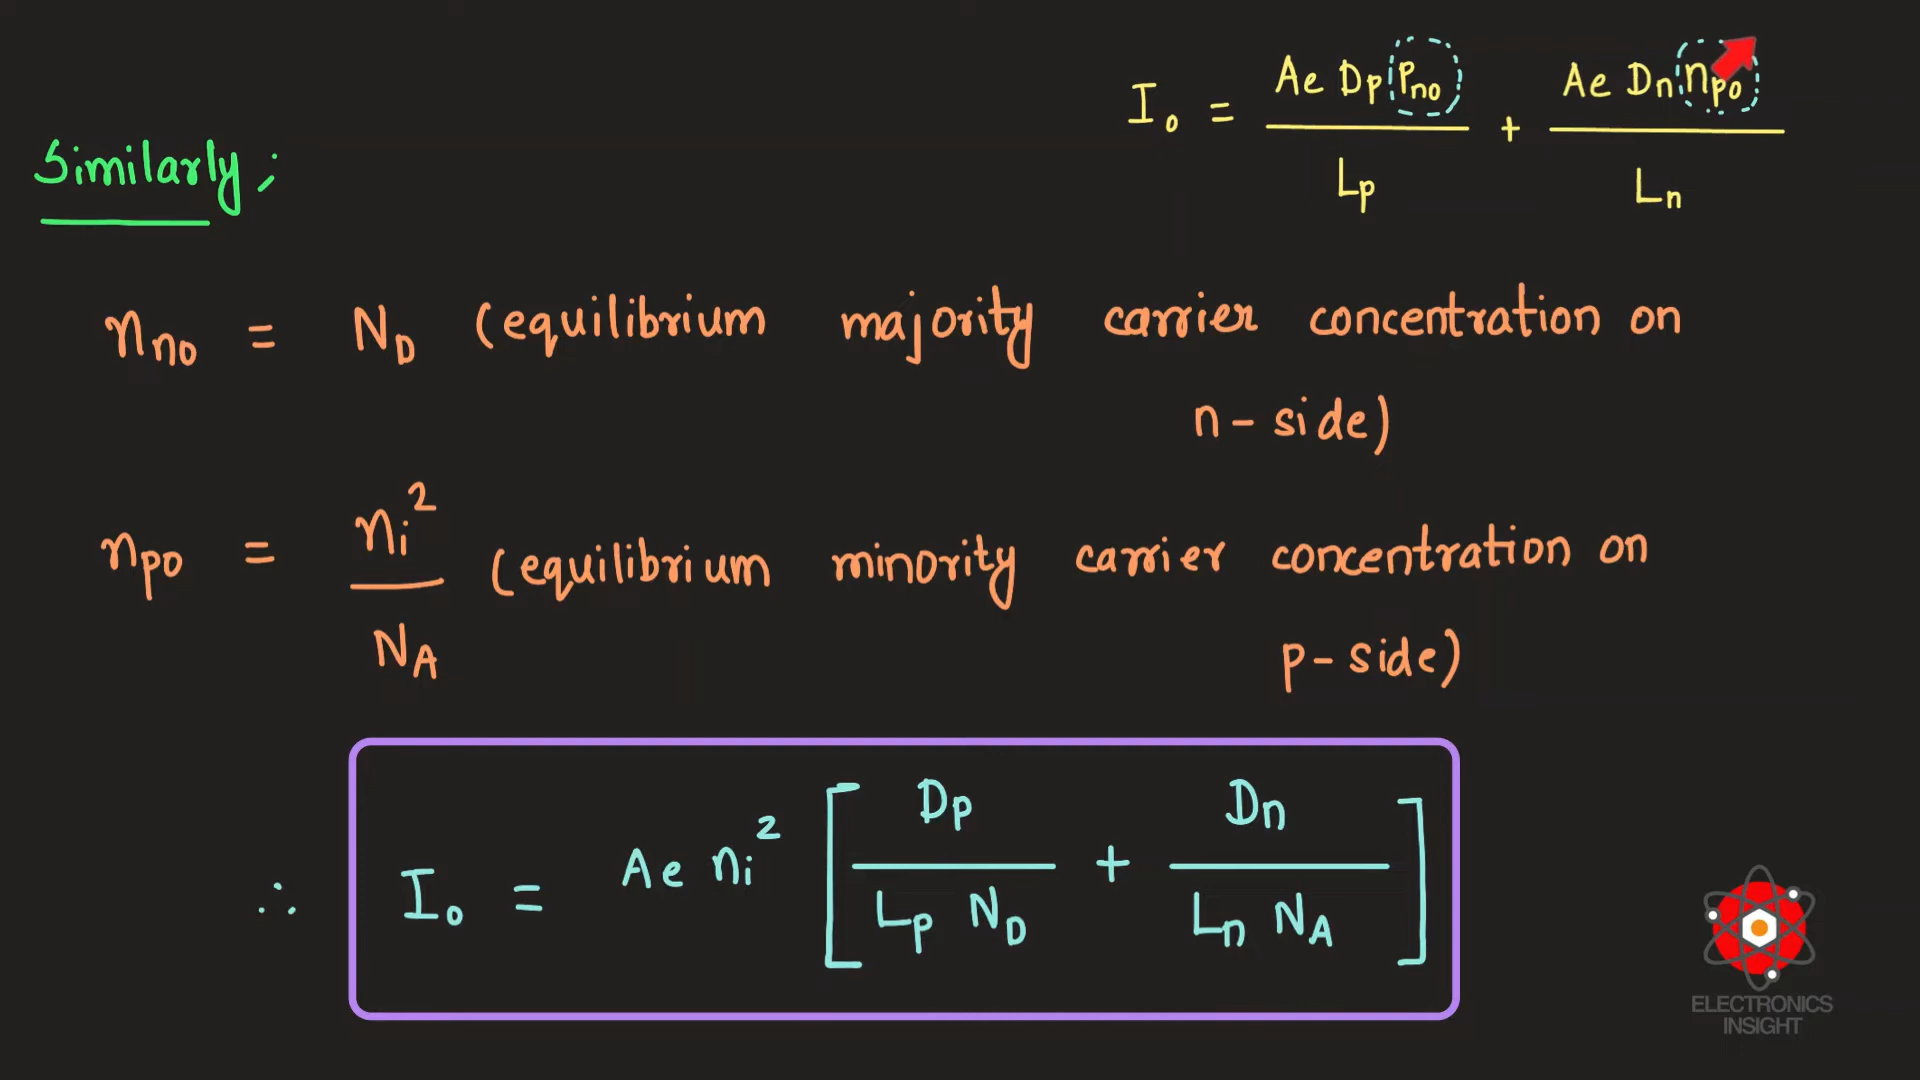 I₀ = Ae Dp Pno / Lp + Ae Dn npo / Ln
Similarly;
nno = ND (equilibrium majority carrier concentration on
n-side)
npo = ni² / NA (equilibrium minority carrier concentration on
p-side)
∴ I₀ = Ae ni² [ Dp / Lp ND + Dn / Ln NA ]
ELECTRONICS
INSIGHT